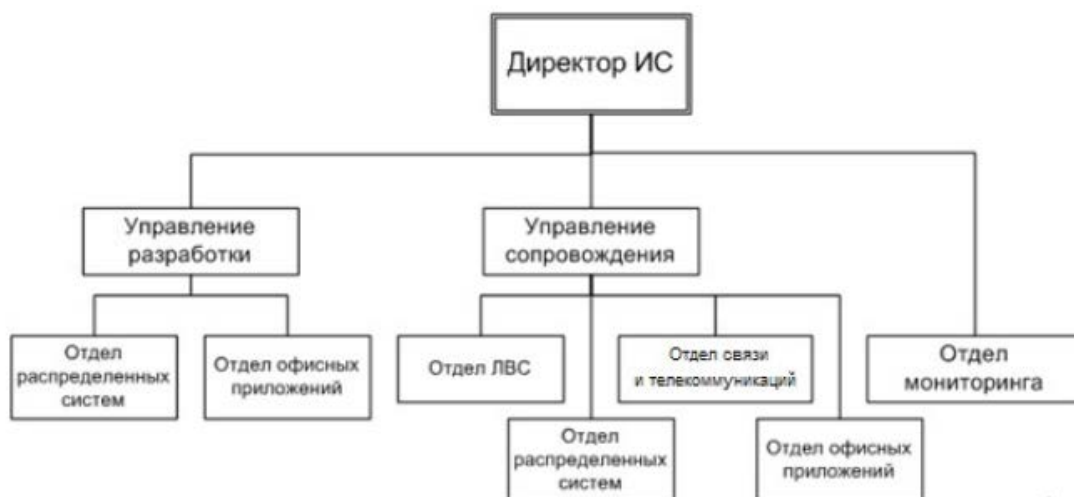 Директор ИС
Управление
разработки
Управление
сопровождения
Отдел
распределенных
систем
Отдел офисных
приложений
Отдел ЛВС
Отдел связи
и телекоммуникаций
Отдел
мониторинга
Отдел
распределенных
систем
Отдел офисных
приложений